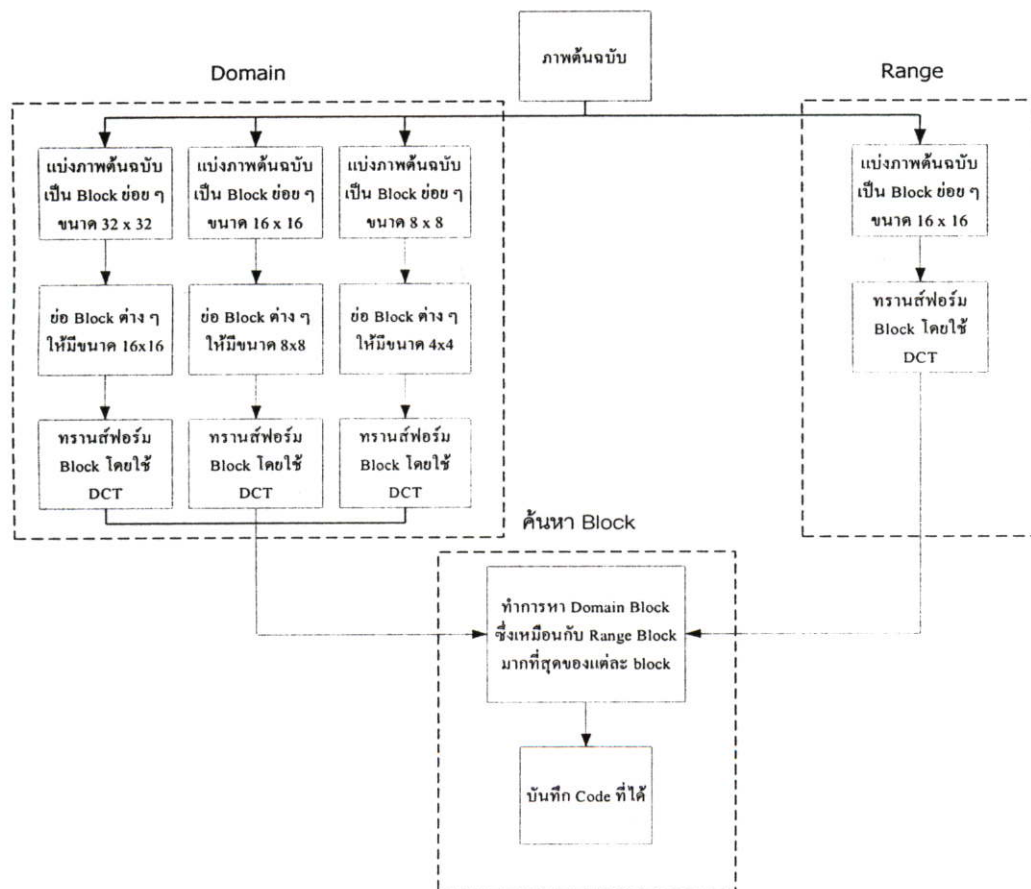 ภาพต้นฉบับ
Domain
Range
แบ่งภาพต้นฉบับ
เป็น Block ย่อย ๆ
ขนาด 32 x 32
แบ่งภาพต้นฉบับ
เป็น Block ย่อย ๆ
ขนาด 16 x 16
แบ่งภาพต้นฉบับ
เป็น Block ย่อย ๆ
ขนาด 8 x 8
แบ่งภาพต้นฉบับ
เป็น Block ย่อย ๆ
ขนาด 16 x 16
ย่อ Block ต่าง ๆ
ให้มีขนาด 16x16
ย่อ Block ต่าง ๆ
ให้มีขนาด 8x8
ย่อ Block ต่าง ๆ
ให้มีขนาด 4x4
ทรานส์ฟอร์ม
Block โดยใช้
DCT
ทรานส์ฟอร์ม
Block โดยใช้
DCT
ทรานส์ฟอร์ม
Block โดยใช้
DCT
ทรานส์ฟอร์ม
Block โดยใช้
DCT
ค้นหา Block
ทำการหา Domain Block
ซึ่งเหมือนกับ Range Block
มากที่สุดของแต่ละ block
บันทึก Code ที่ได้